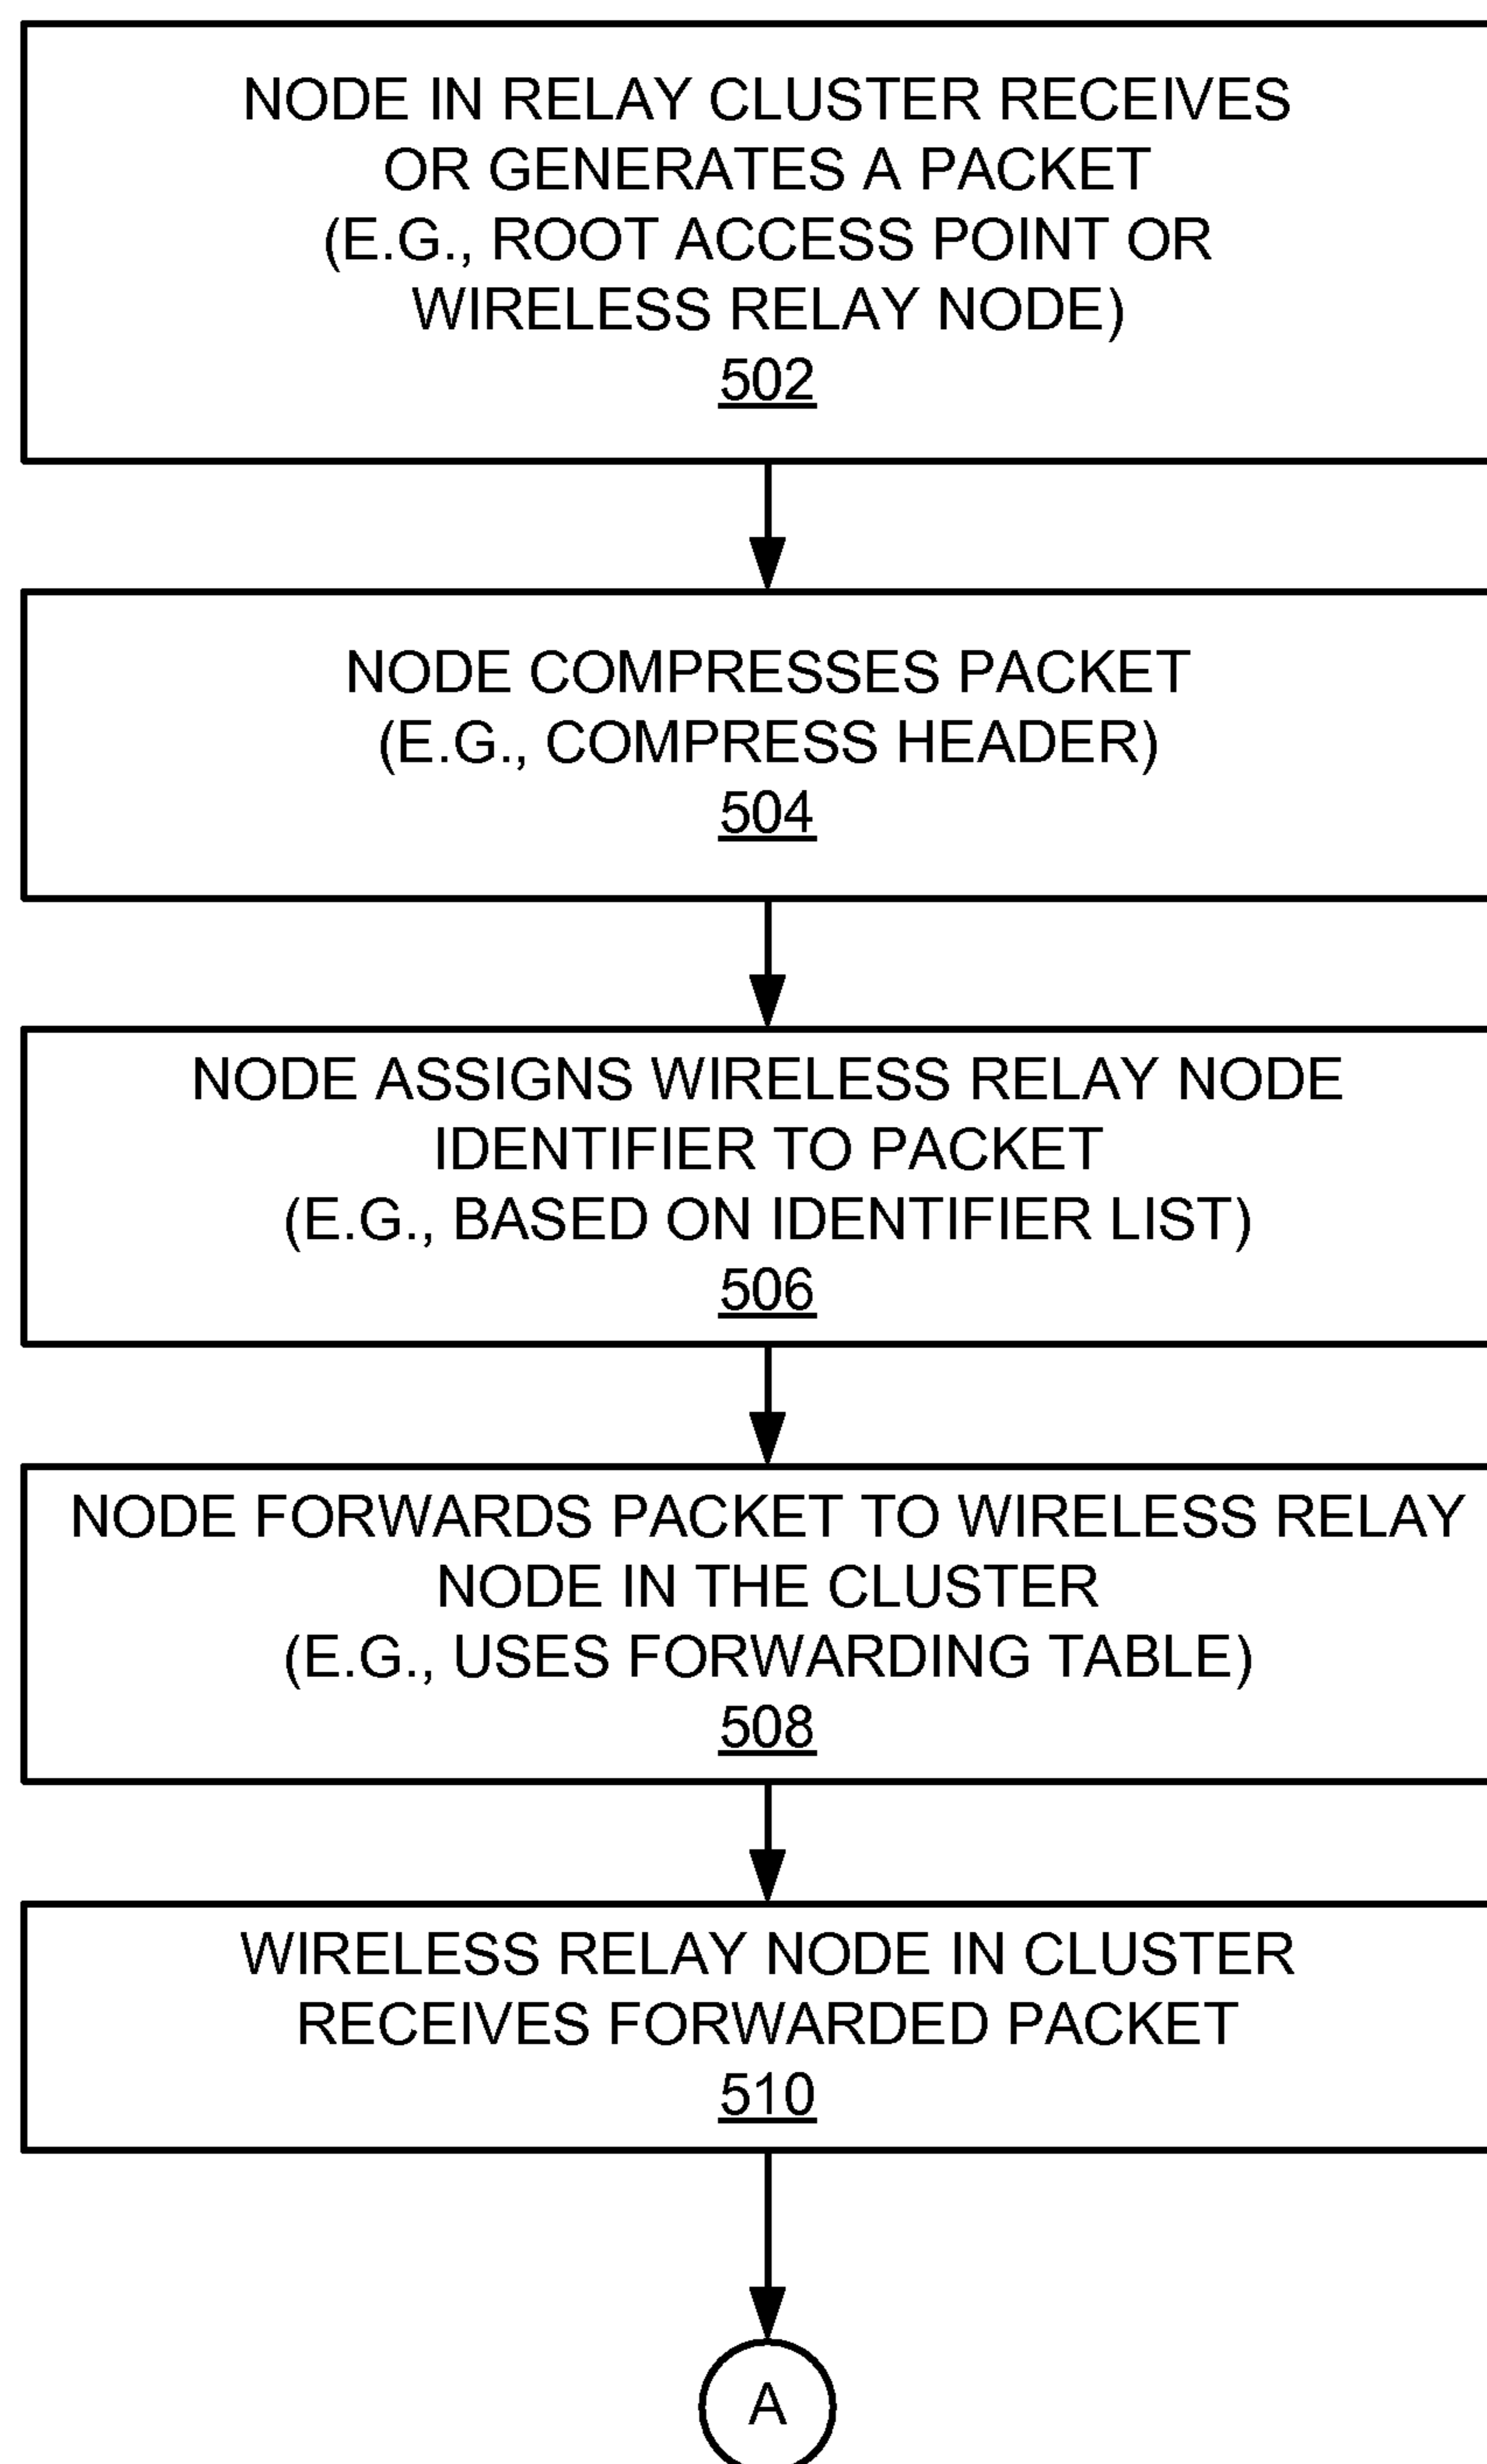 NODE IN RELAY CLUSTER RECEIVES
OR GENERATES A PACKET
(E.G., ROOT ACCESS POINT OR
WIRELESS RELAY NODE)
502
NODE COMPRESSES PACKET
(E.G., COMPRESS HEADER)
504
NODE ASSIGNS WIRELESS RELAY NODE
IDENTIFIER TO PACKET
(E.G., BASED ON IDENTIFIER LIST)
506
NODE FORWARDS PACKET TO WIRELESS RELAY
NODE IN THE CLUSTER
(E.G., USES FORWARDING TABLE)
508
WIRELESS RELAY NODE IN CLUSTER
RECEIVES FORWARDED PACKET
510
A